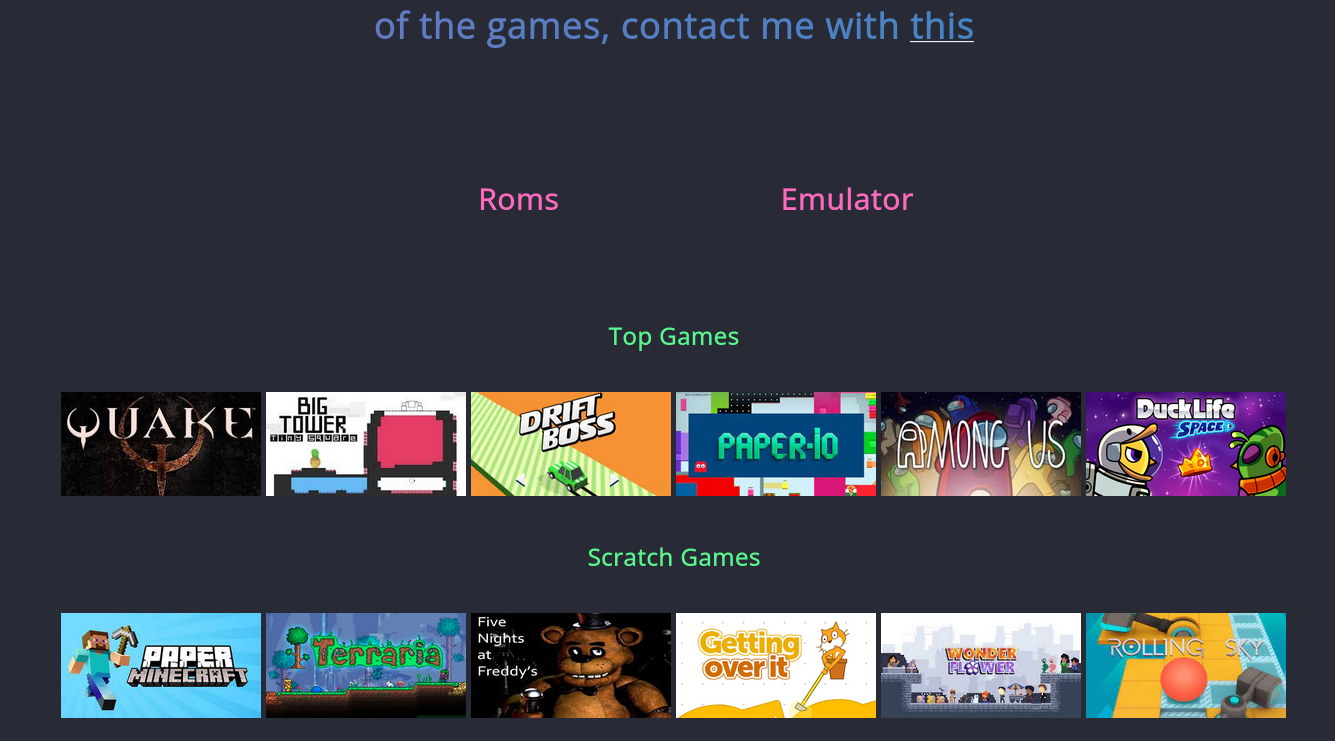 of the games, contact me with this
Roms
Emulator
Top Games
QUAKE
BIG
TOWER
Tiny Square
DRIFT
BOSS
PAPER.IO
AMONG US
DUCK LIFE
SPACE
Scratch Games
PAPER
MINECRAFT
Terraria
Five
Nights
at
Freddy's
Getting
over it
WONDER
FLOWER
ROLLING SKY